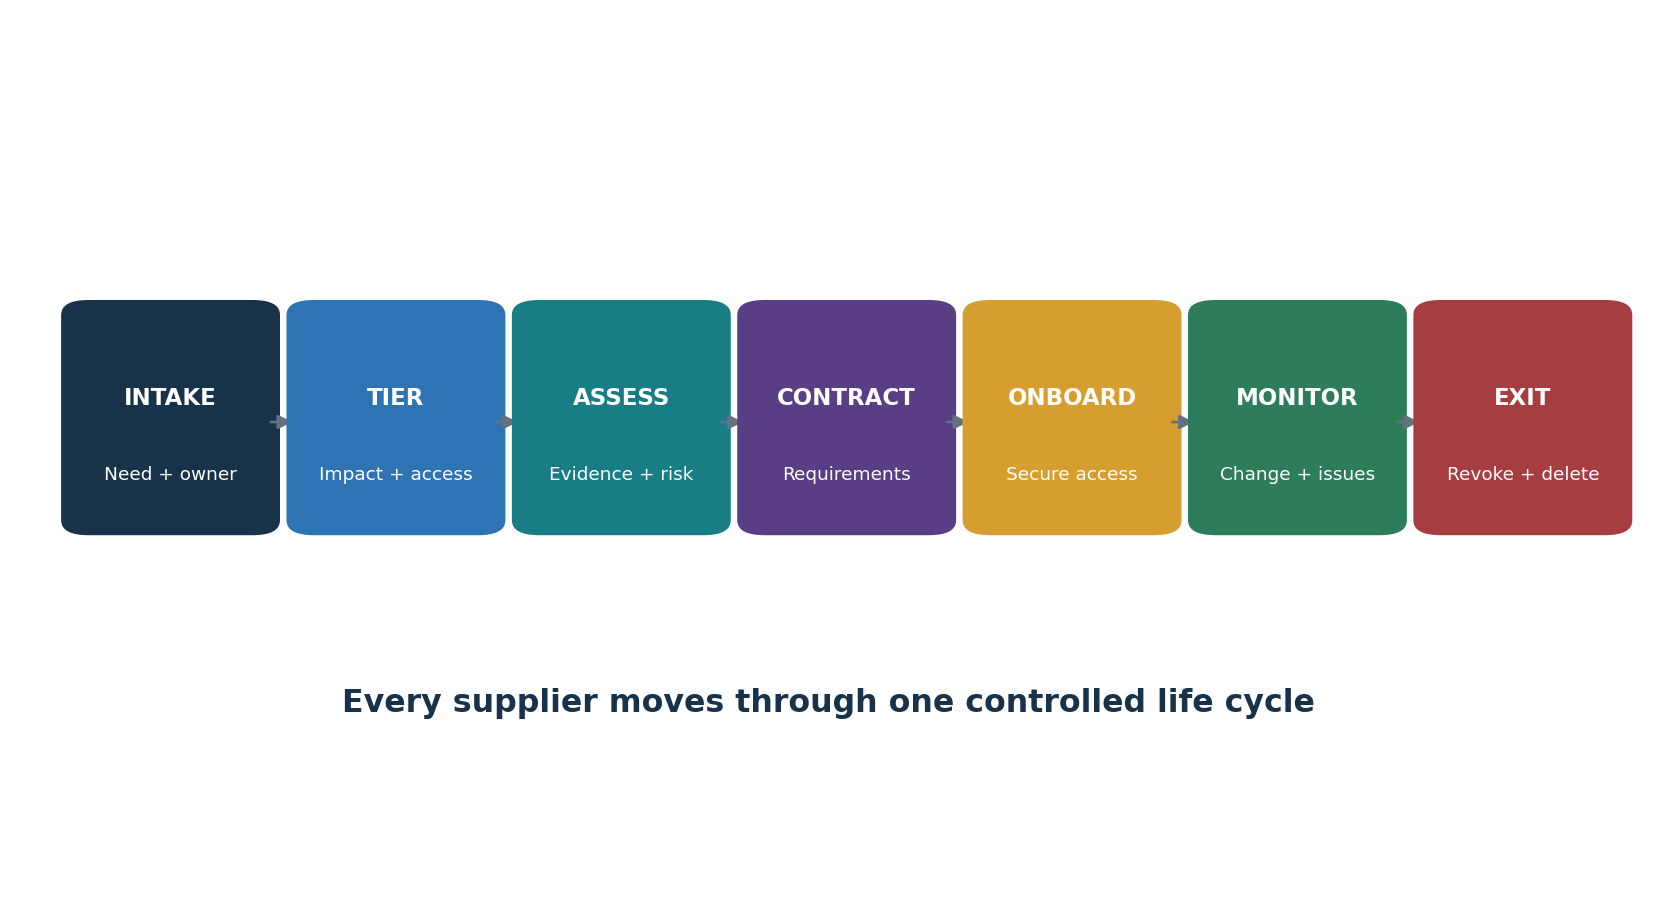 INTAKE
Need + owner
TIER
Impact + access
ASSESS
Evidence + risk
CONTRACT
Requirements
ONBOARD
Secure access
MONITOR
Change + issues
EXIT
Revoke + delete
Every supplier moves through one controlled life cycle